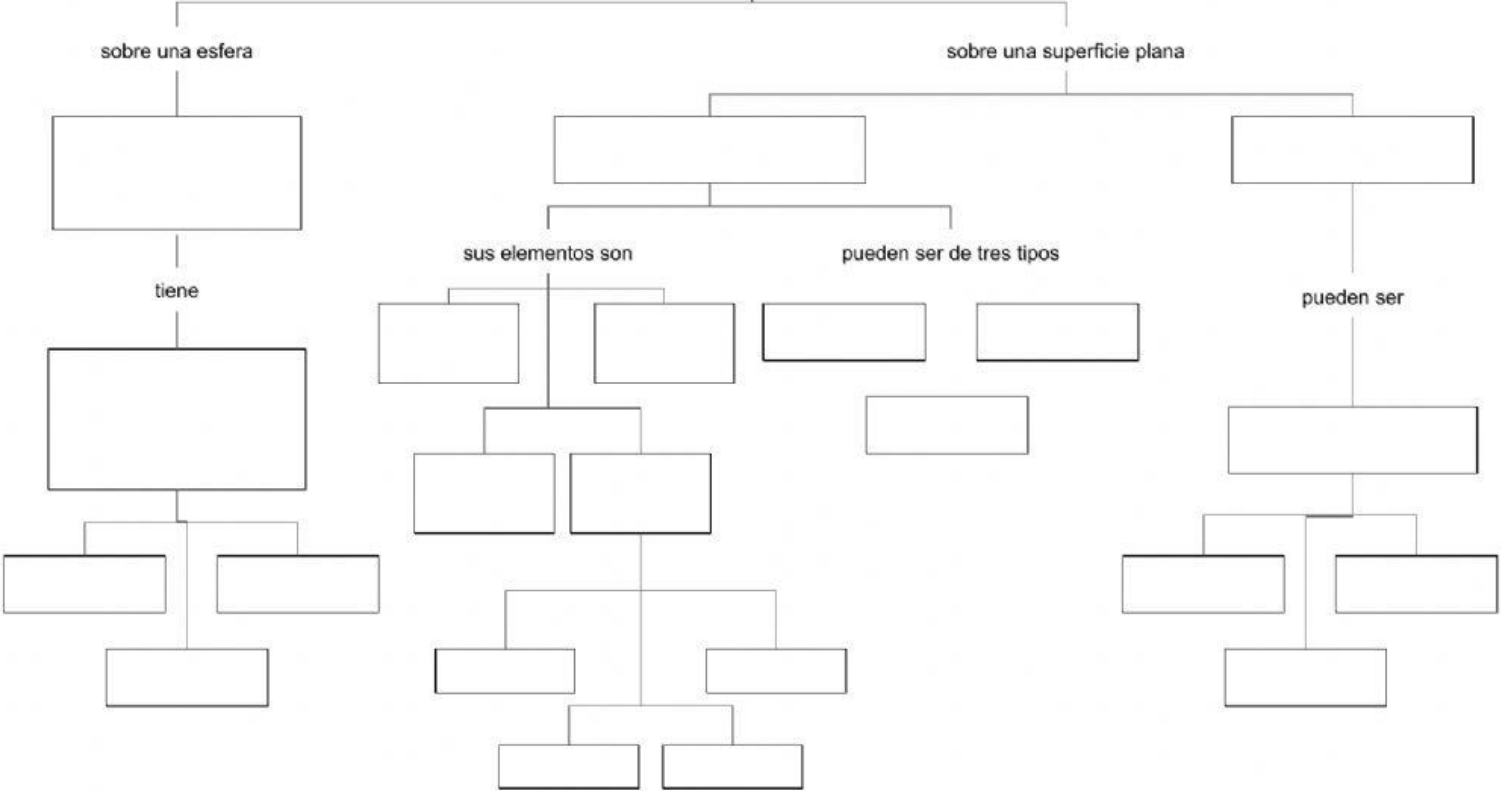 sobre una esfera
sobre una superficie plana
sus elementos son
pueden ser de tres tipos
tiene
pueden ser